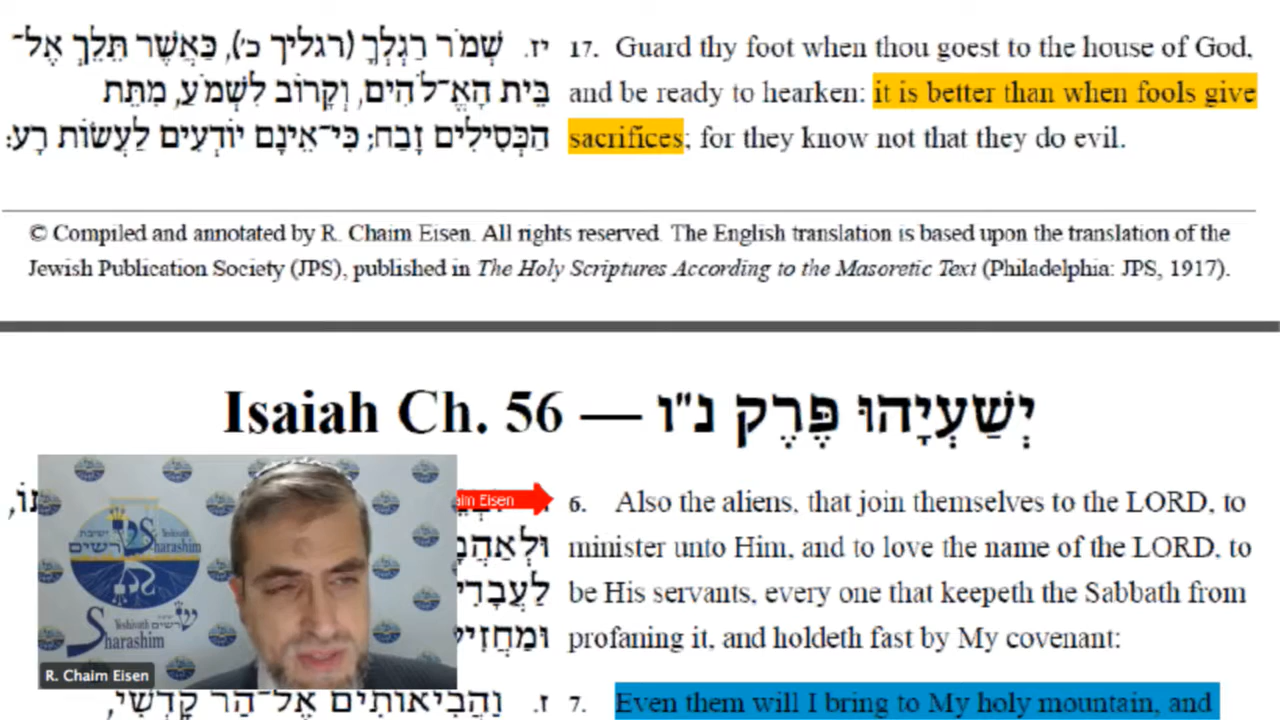 יז. שְׁמֹר רַגְלְךָ (רגליך כ׳), כַּאֲשֶׁר תֵּלֵךְ אֶל־
בֵּית הָאֱ־לֹהִים, וְקָרוֹב לִשְׁמֹעַ, מִתֵּת
הַכְּסִילִים זָבַח; כִּי־אֵינָם יוֹדְעִים לַעֲשׂוֹת רָע:
17. Guard thy foot when thou goest to the house of God,
and be ready to hearken: it is better than when fools give
sacrifices; for they know not that they do evil.
© Compiled and annotated by R. Chaim Eisen. All rights reserved. The English translation is based upon the translation of the
Jewish Publication Society (JPS), published in The Holy Scriptures According to the Masoretic Text (Philadelphia: JPS, 1917).
Isaiah Ch. 56 — יְשַׁעְיָהוּ פֶּרֶק נ"ו
Eisen
6. Also the aliens, that join themselves to the LORD, to
minister unto Him, and to love the name of the LORD, to
be His servants, every one that keepeth the Sabbath from
profaning it, and holdeth fast by My covenant:
ז. וַהֲבִיאוֹתִים אֶל־הַר קָדְשִׁי,
7. Even them will I bring to My holy mountain, and
ישיבת
שרשים
Yeshivath
Sharashim
Yeshivath
שרשים
Sharashim
R. Chaim Eisen